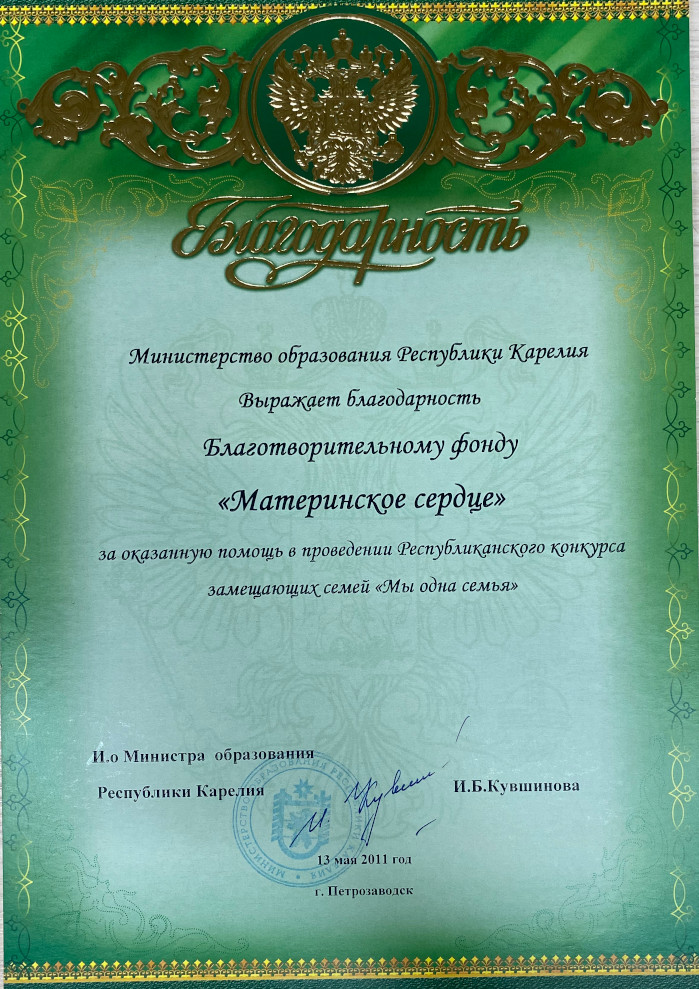 Благодарность
Министерство образования Республики Карелия
Выражает благодарность
Благотворительному фонду
«Материнское сердце»
за оказанную помощь в проведении Республиканского конкурса
замещающих семей «Мы одна семья»
И.о Министра образования
Республики Карелия
И.Б.Кувшинова
МИНИСТЕРСТВО ОБРАЗОВАНИЯ РЕСПУБЛИКИ КАРЕЛИЯ
13 мая 2011 год
г. Петрозаводск